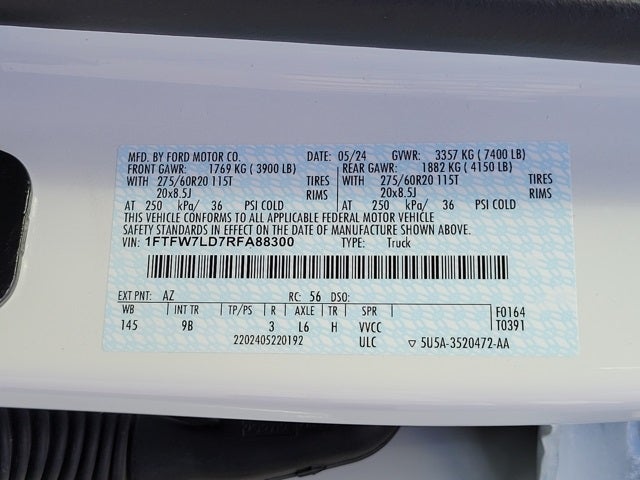 MFD. BY FORD MOTOR CO. DATE: 05/24 GVWR: 3357 KG ( 7400 LB)
FRONT GAWR: 1769 KG ( 3900 LB) REAR GAWR: 1882 KG ( 4150 LB)
WITH 275/60R20 115T TIRES WITH 275/60R20 115T TIRES
20x8.5J RIMS 20x8.5J RIMS
AT 250 kPa/ 36 PSI COLD AT 250 kPa/ 36 PSI COLD
THIS VEHICLE CONFORMS TO ALL APPLICABLE FEDERAL MOTOR VEHICLE
SAFETY STANDARDS IN EFFECT ON THE DATE OF MANUFACTURE SHOWN ABOVE.
VIN: 1FTFW7LD7RFA88300 TYPE: Truck
EXT PNT: AZ RC: 56 DSO:
WB INT TR TP/PS R AXLE TR SPR F0164
145 9B 3 L6 H VVCC T0391
2202405220192 ULC ▽ 5U5A-3520472-AA